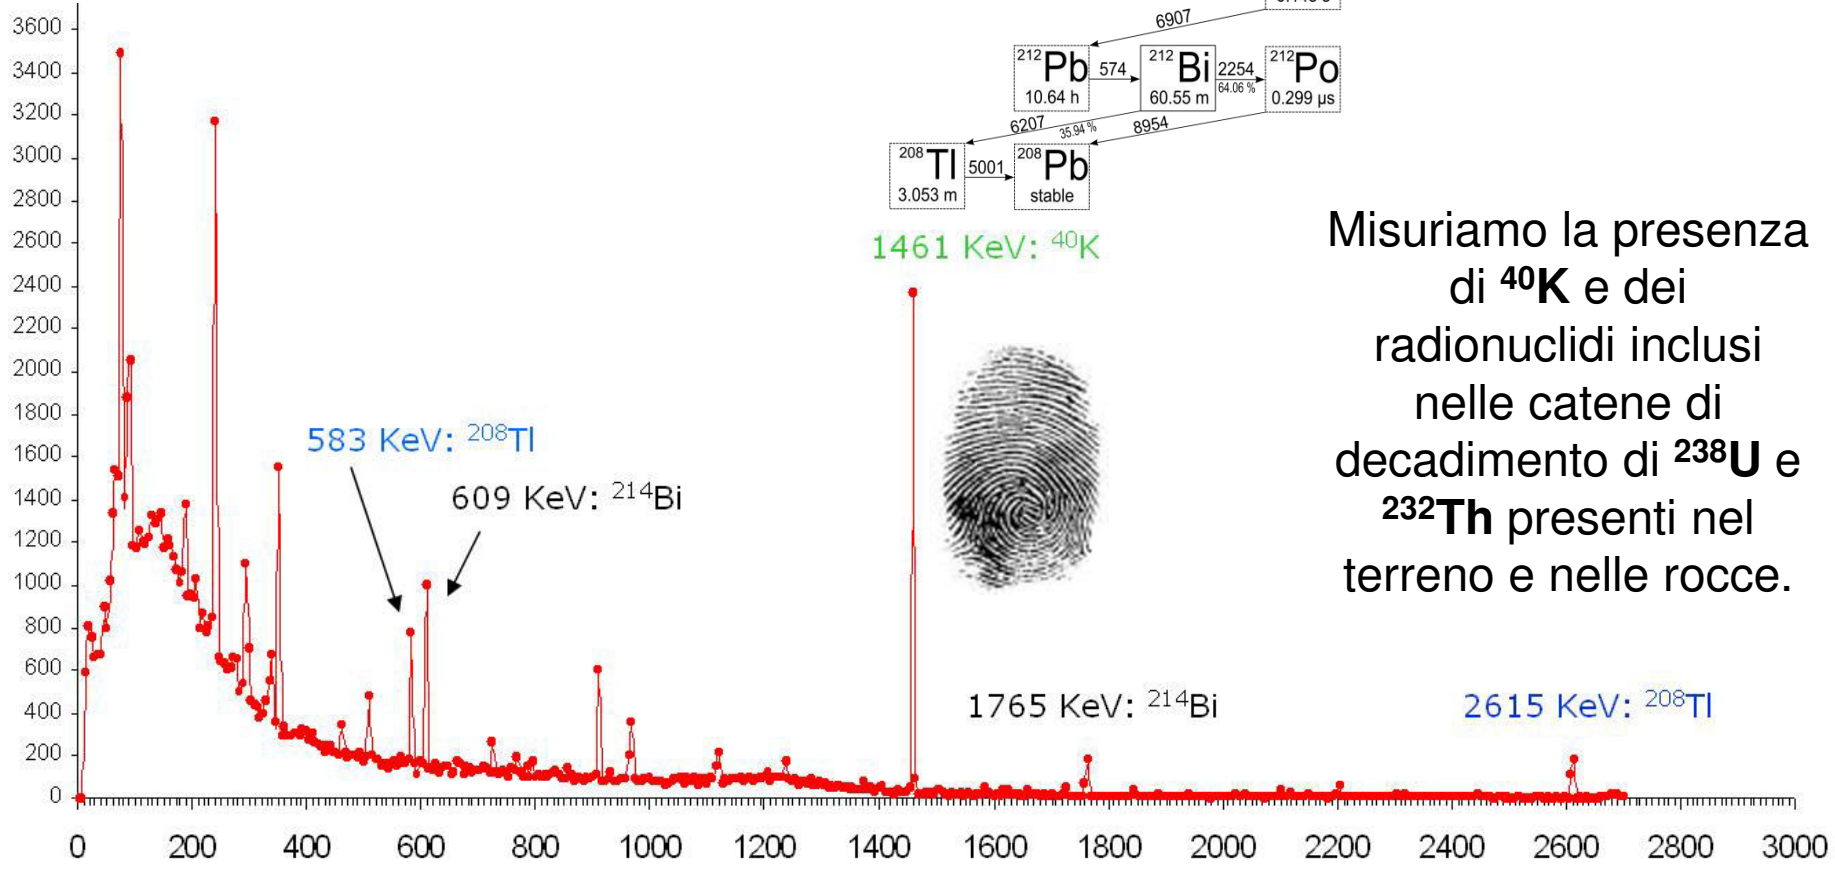 3600
3400
3200
3000
2800
2600
2400
2200
2000
1800
1600
1400
1200
1000
800
600
400
200
0
0 200 400 600 800 1000 1200 1400 1600 1800 2000 2200 2400 2600 2800 3000
6907
²¹²Pb 574 ²¹²Bi 2254 ²¹²Po
64.06 %
10.64 h 60.55 m 0.299 µs
6207 35.94 % 8954
²⁰⁸Tl 5001 ²⁰⁸Pb
3.053 m stable
1461 KeV: ⁴⁰K
583 KeV: ²⁰⁸Tl
609 KeV: ²¹⁴Bi
1765 KeV: ²¹⁴Bi
2615 KeV: ²⁰⁸Tl
Misuriamo la presenza
di ⁴⁰K e dei
radionuclidi inclusi
nelle catene di
decadimento di ²³⁸U e
²³²Th presenti nel
terreno e nelle rocce.